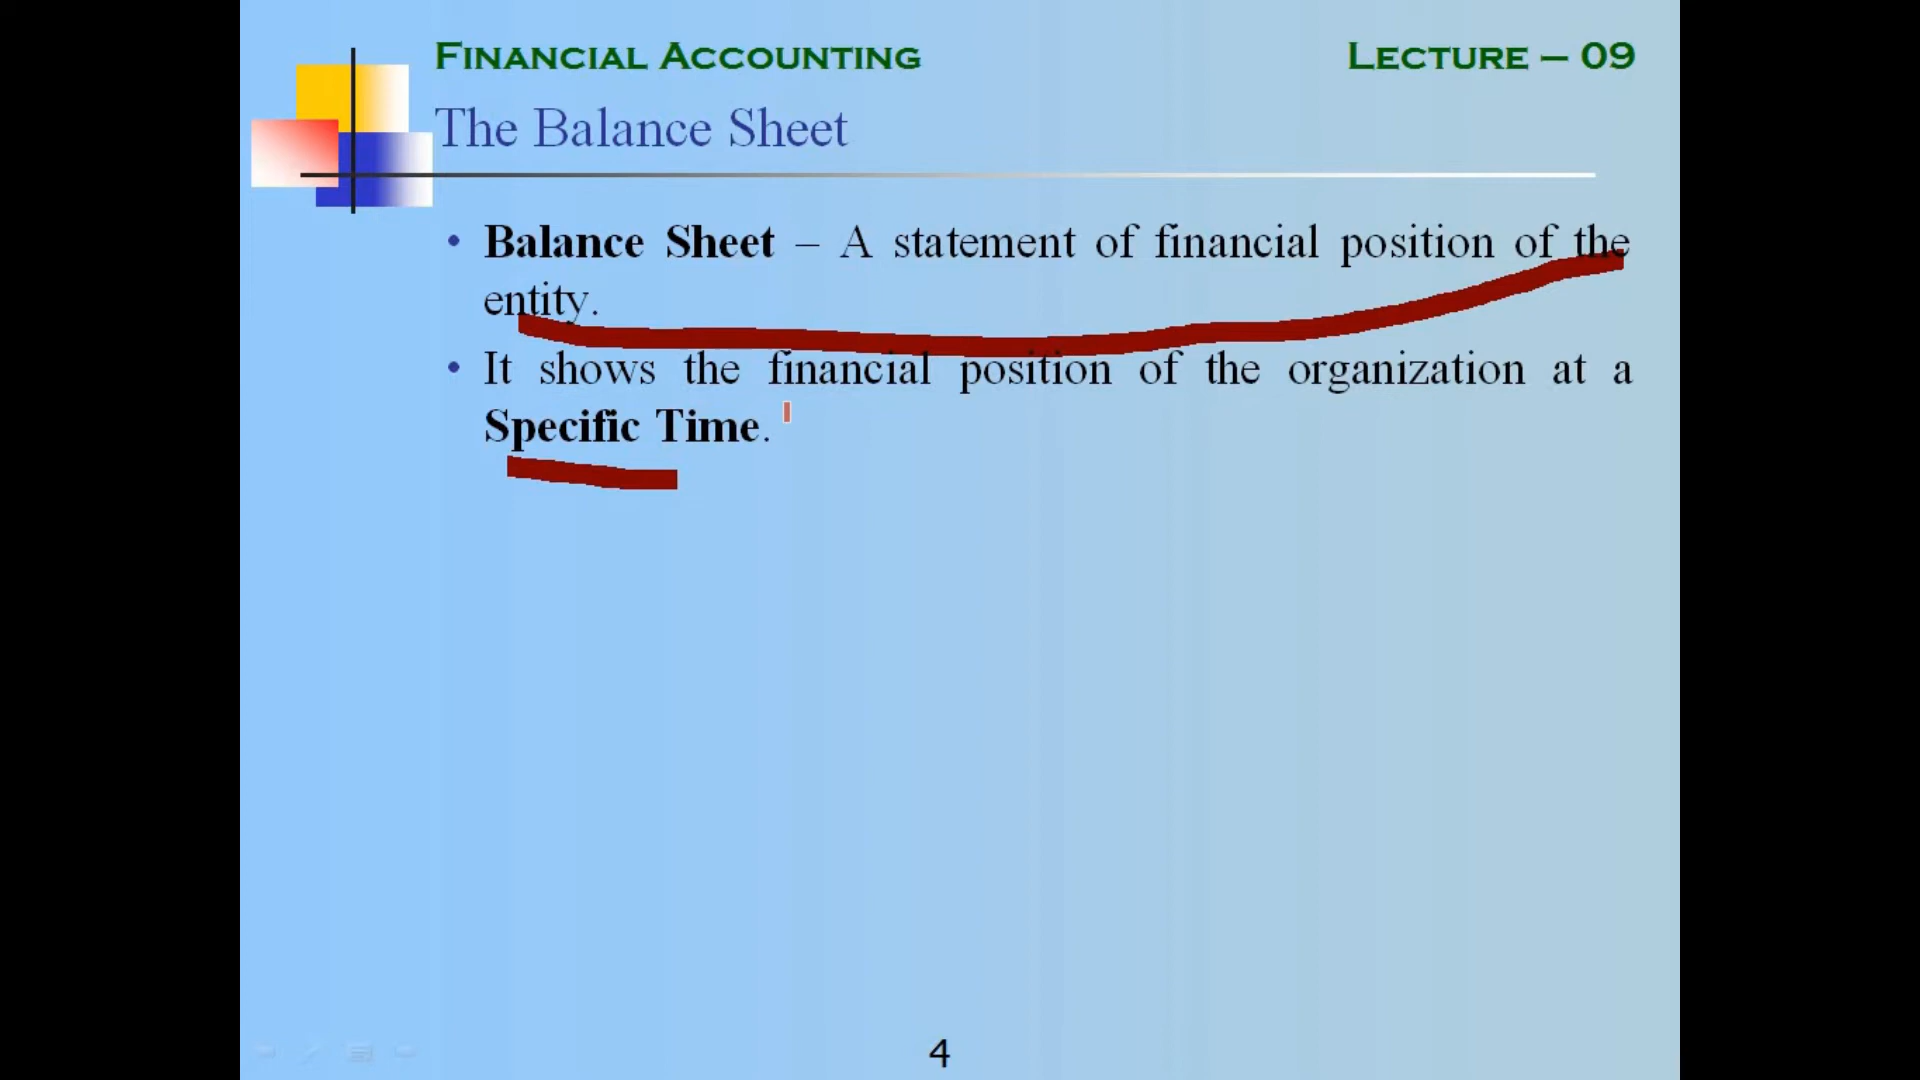 FINANCIAL ACCOUNTING
LECTURE – 09
The Balance Sheet
• Balance Sheet – A statement of financial position of the
entity.
• It shows the financial position of the organization at a
Specific Time.
4